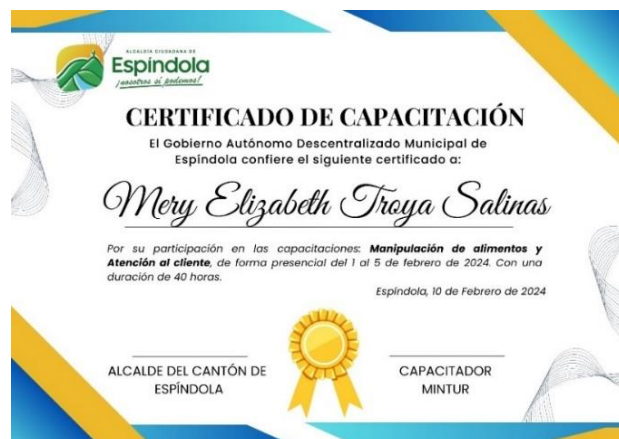 ALCALDÍA CIUDADANA DE
Espíndola
¡nosotros sí podemos!
CERTIFICADO DE CAPACITACIÓN
El Gobierno Autónomo Descentralizado Municipal de
Espíndola confiere el siguiente certificado a:
Mery Elizabeth Troya Salinas
Por su participación en las capacitaciones: Manipulación de alimentos y
Atención al cliente, de forma presencial del 1 al 5 de febrero de 2024. Con una
duración de 40 horas.
Espíndola, 10 de Febrero de 2024
ALCALDE DEL CANTÓN DE
ESPÍNDOLA
CAPACITADOR
MINTUR